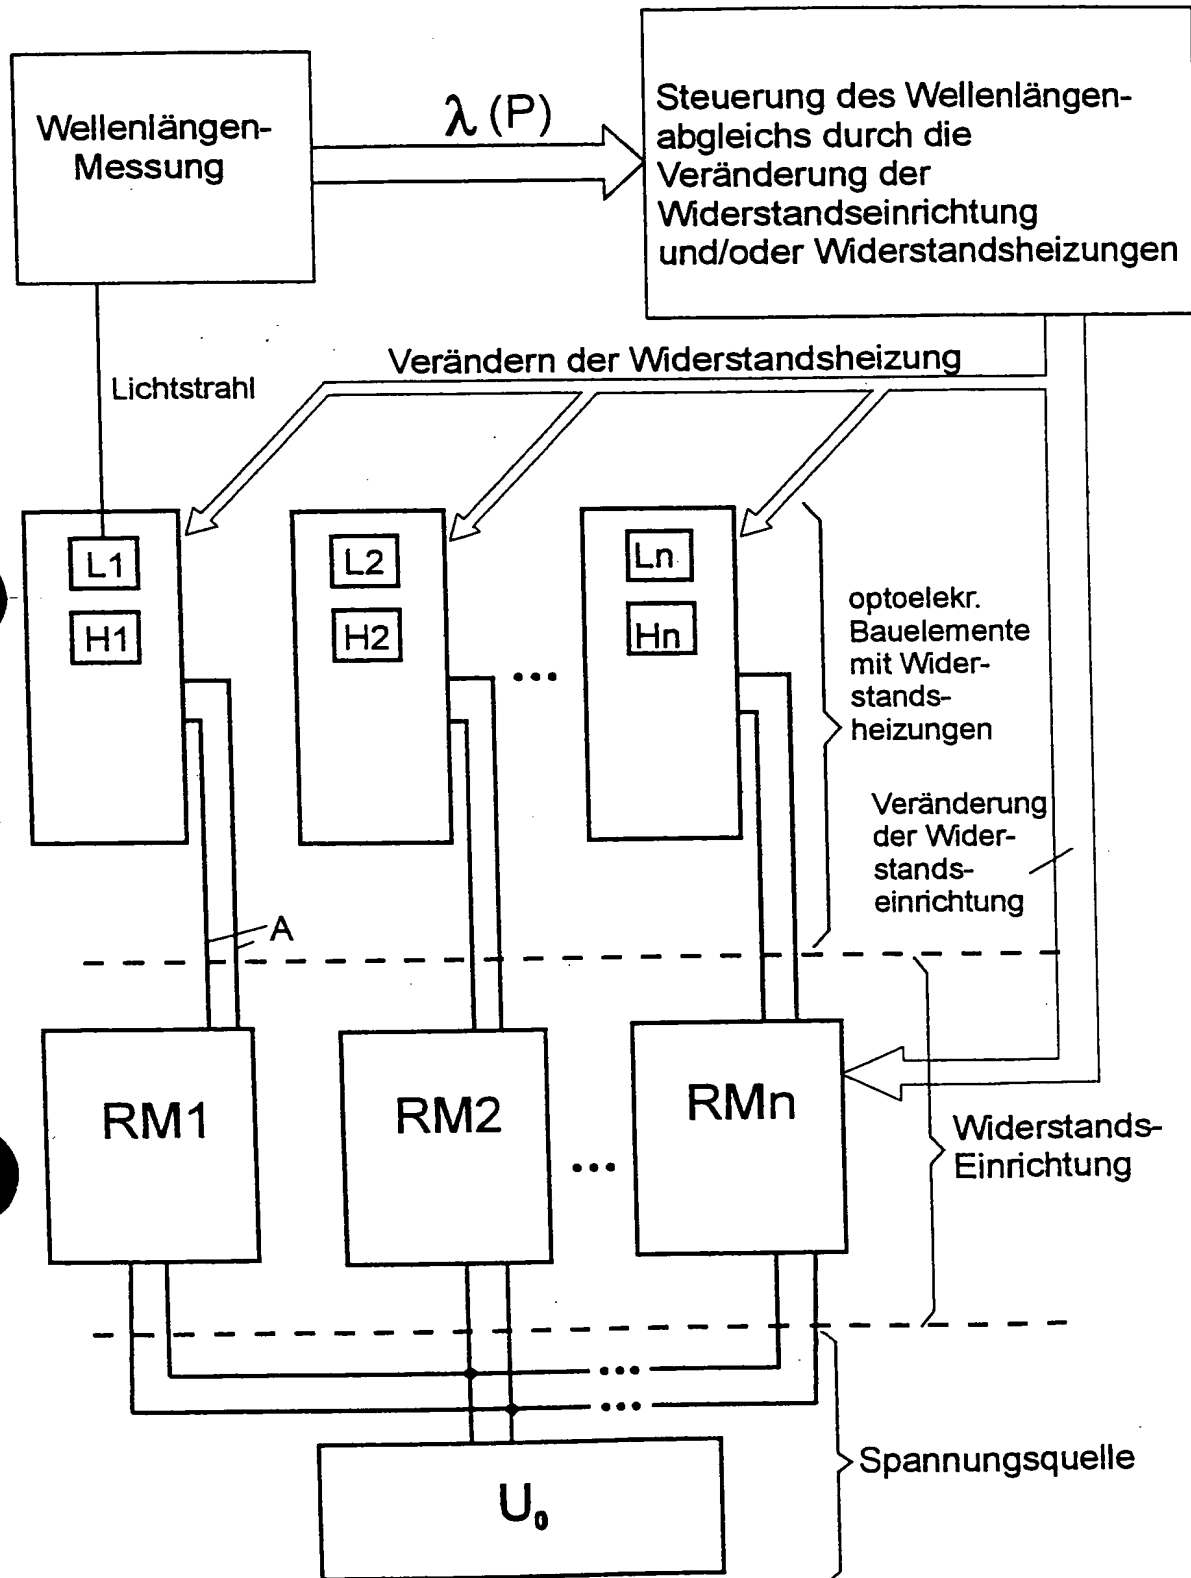 Wellenlängen-
Messung
λ (P)
Steuerung des Wellenlängen-
abgleichs durch die
Veränderung der
Widerstandseinrichtung
und/oder Widerstandsheizungen
Verändern der Widerstandsheizung
Lichtstrahl
L1
H1
L2
H2
...
Ln
Hn
optoelekr.
Bauelemente
mit Wider-
stands-
heizungen
Veränderung
der Wider-
stands-
einrichtung
A
RM1
RM2
...
RMn
Widerstands-
Einrichtung
...
...
Spannungsquelle
U₀